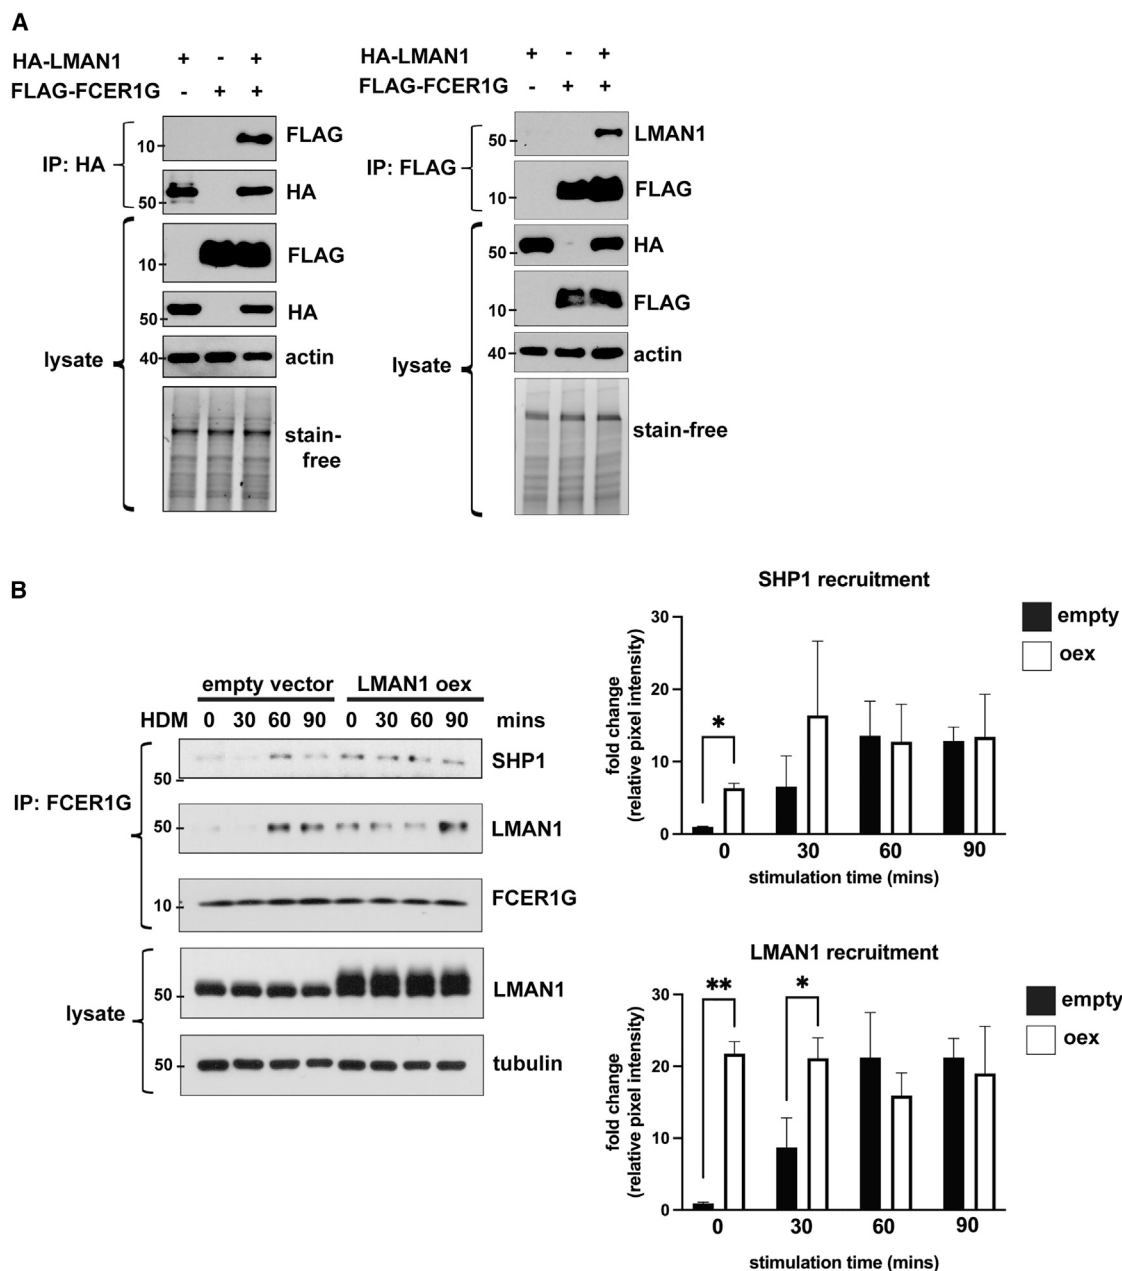 A
HA-LMAN1 + - +
FLAG-FCER1G - + +
IP: HA
10
FLAG
50
HA
lysate
10
FLAG
50
HA
40
actin
stain-
free
HA-LMAN1 + - +
FLAG-FCER1G - + +
IP: FLAG
50
LMAN1
10
FLAG
lysate
50
HA
10
FLAG
40
actin
stain-free
B
empty vector LMAN1 oex
HDM 0 30 60 90 0 30 60 90 mins
IP: FCER1G
50
SHP1
50
LMAN1
10
FCER1G
lysate
50
LMAN1
50
tubulin
SHP1 recruitment
fold change
(relative pixel intensity)
30
20
10
0
*
0 30 60 90
stimulation time (mins)
empty
oex
LMAN1 recruitment
fold change
(relative pixel intensity)
30
20
10
0
** *
0 30 60 90
stimulation time (mins)
empty
oex